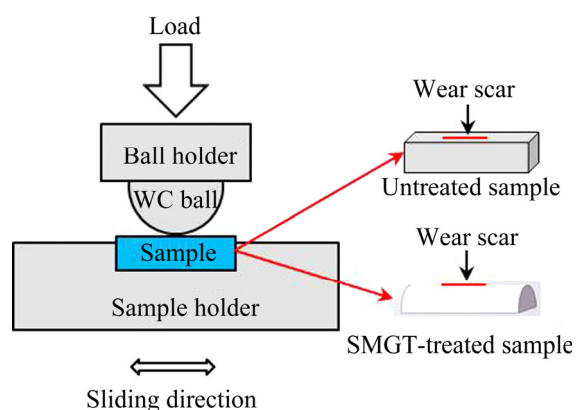 Load
Ball holder
WC ball
Sample
Sample holder
Sliding direction
Wear scar
Untreated sample
Wear scar
SMGT-treated sample